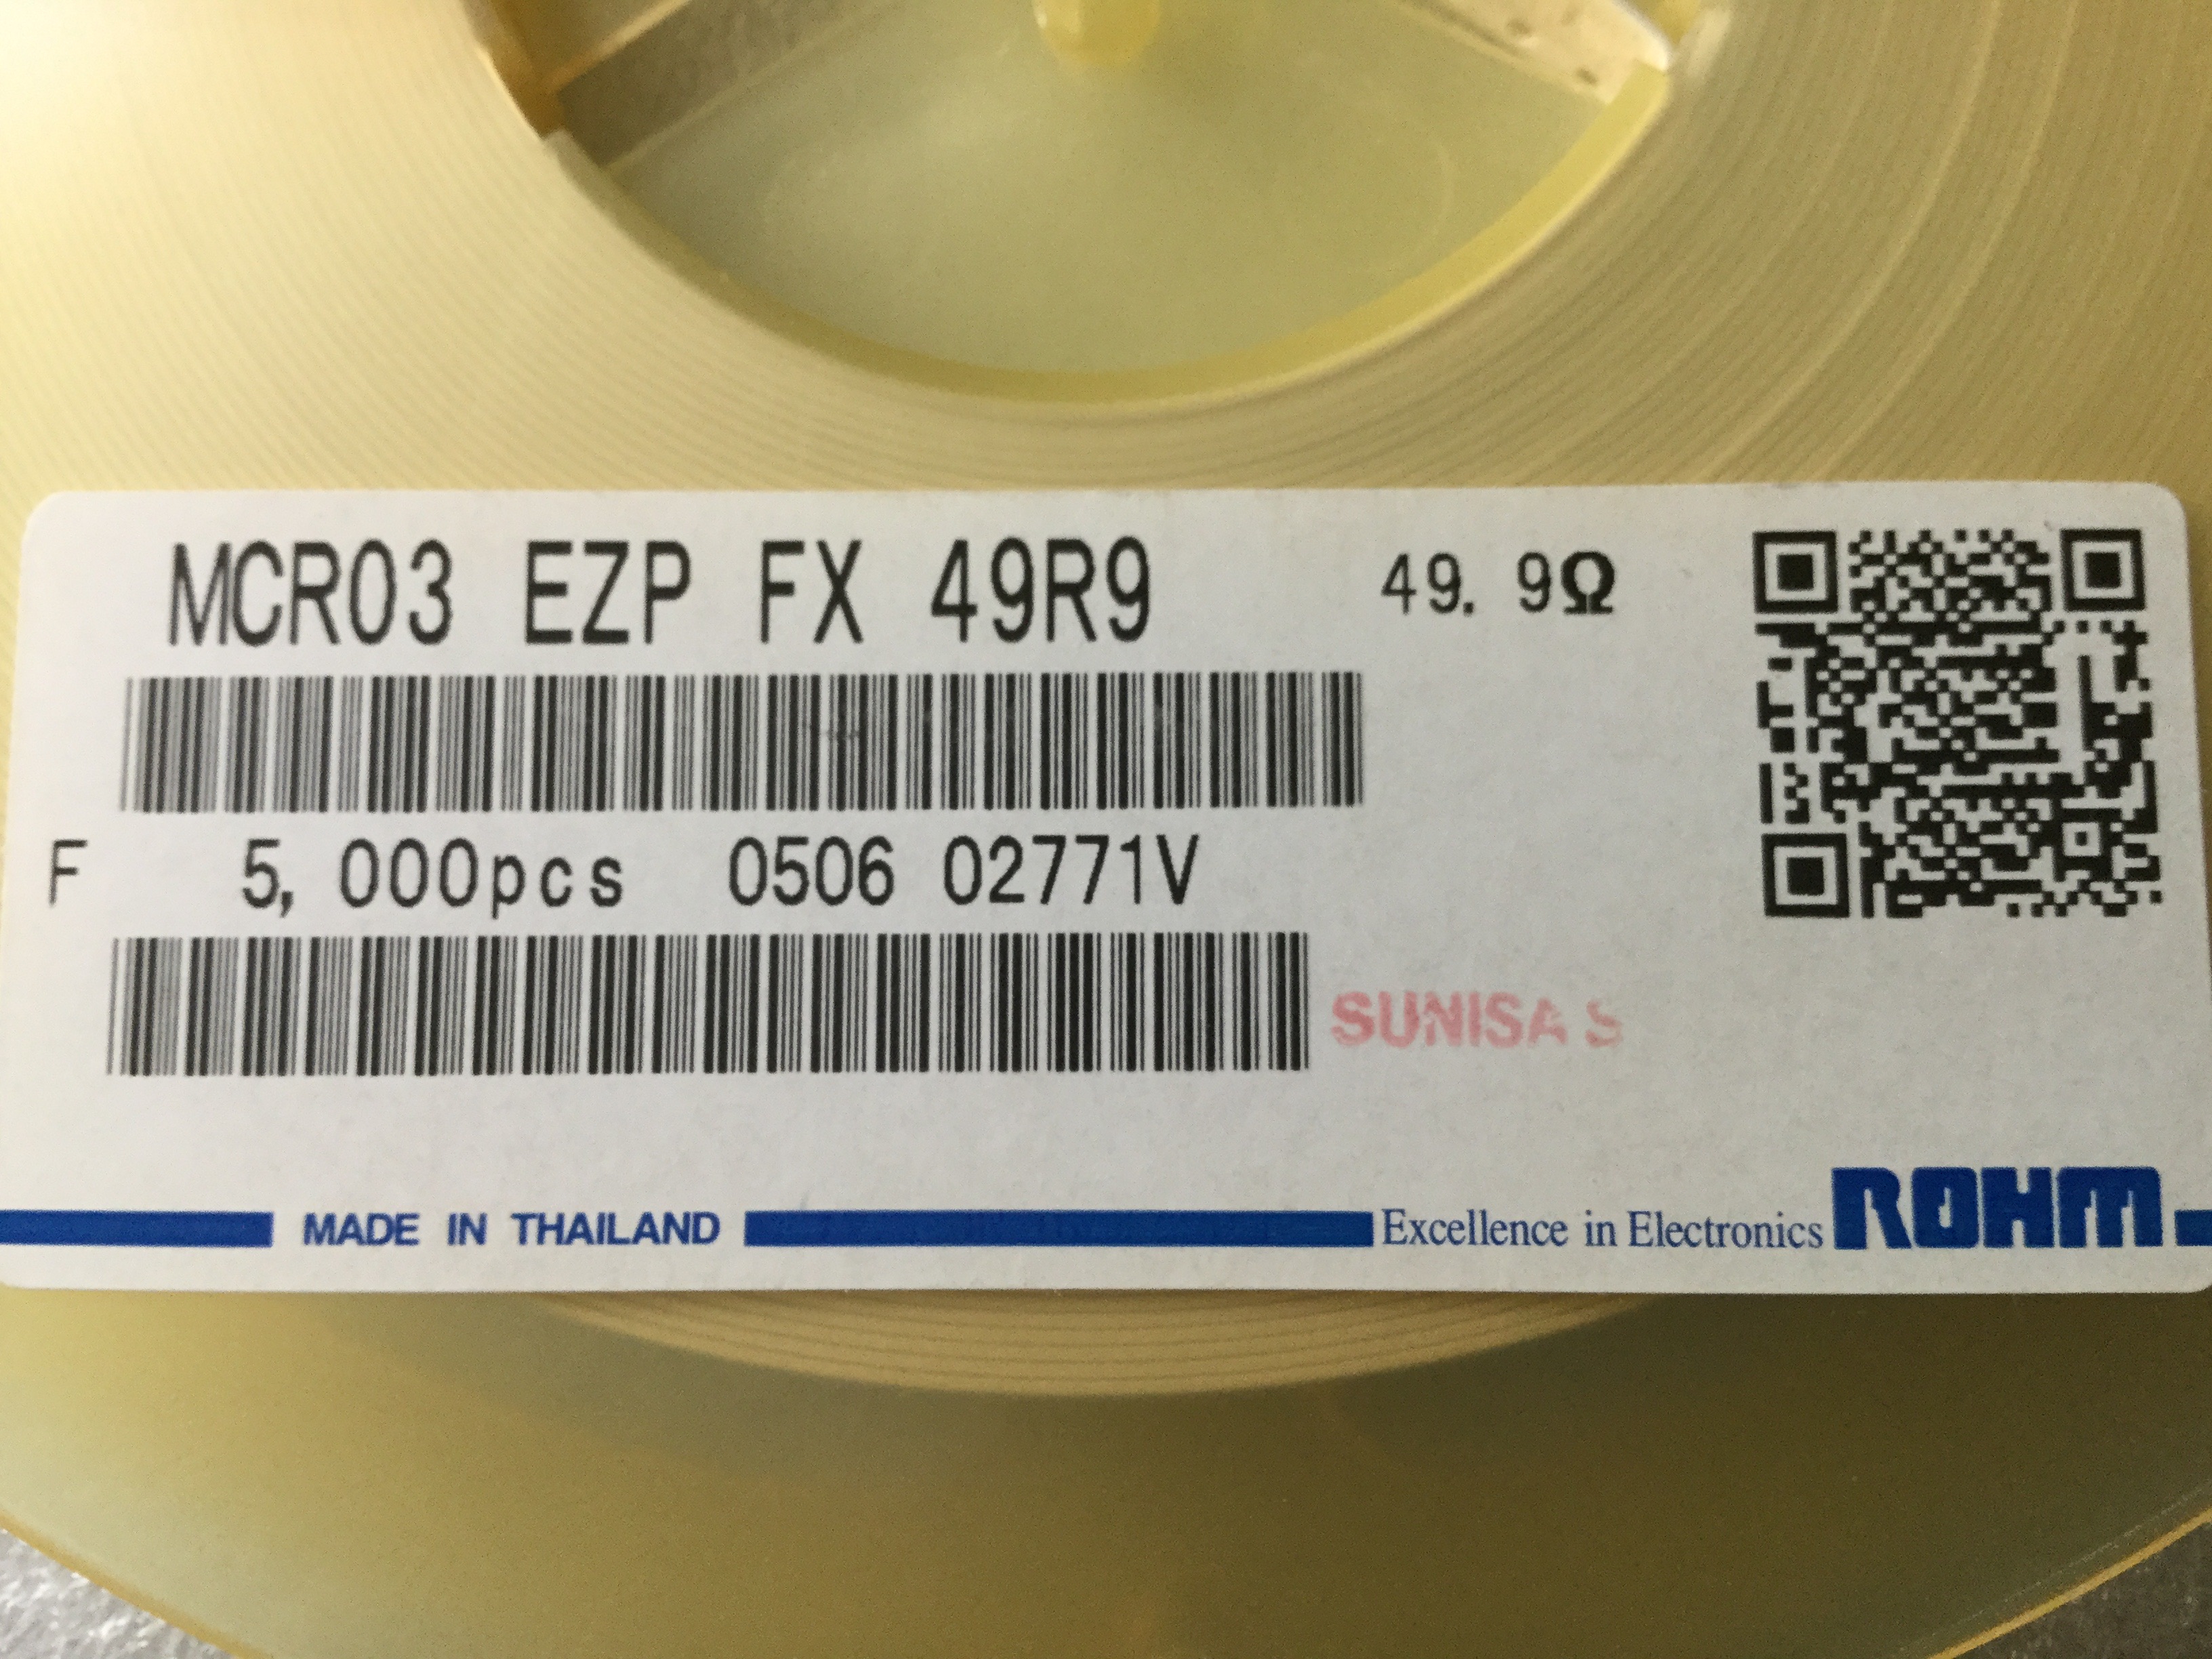 MCR03 EZP FX 49R9 49. 9Ω
F 5, 000pcs 0506 02771V
SUNISA S
MADE IN THAILAND Excellence in Electronics ROHM